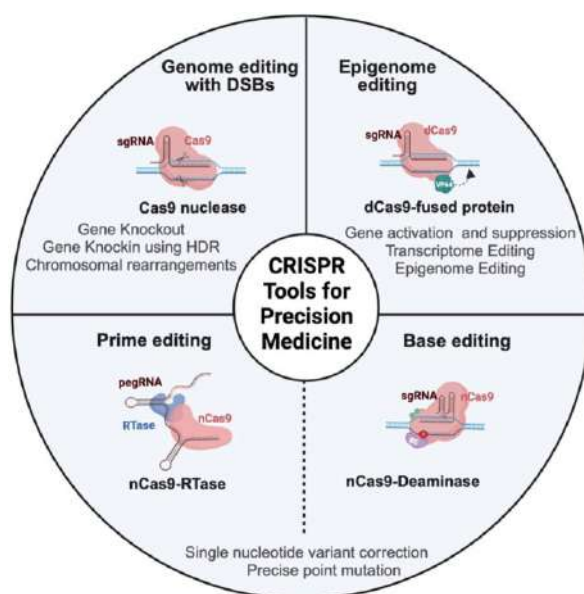 Genome editing
with DSBs
sgRNA
Cas9
Cas9 nuclease
Gene Knockout
Gene Knockin using HDR
Chromosomal rearrangements
Epigenome
editing
sgRNA
dCas9
VP64
dCas9-fused protein
Gene activation and suppression
Transcriptome Editing
Epigenome Editing
CRISPR
Tools for
Precision
Medicine
Prime editing
pegRNA
RTase
nCas9
nCas9-RTase
Base editing
sgRNA
nCas9
nCas9-Deaminase
Single nucleotide variant correction
Precise point mutation